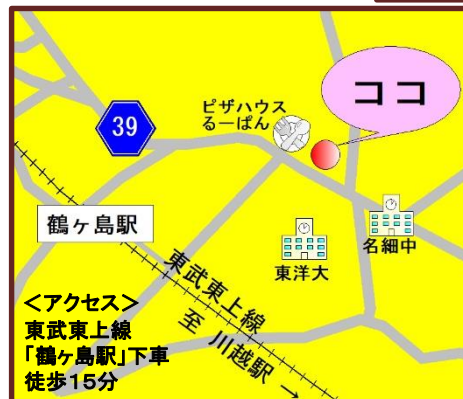 ココ
ピザハウス
るーぱん
39
鶴ヶ島駅
名細中
東洋大
東武東上線
至 川越駅 →
<アクセス>
東武東上線
「鶴ヶ島駅」下車
徒歩15分